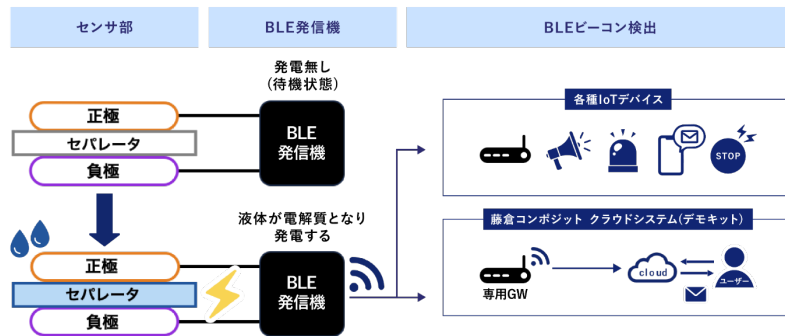 センサ部
BLE発信機
BLEビーコン検出
発電無し
(待機状態)
正極
セパレータ
負極
BLE
発信機
液体が電解質となり
発電する
正極
セパレータ
負極
BLE
発信機
各種IoTデバイス
STOP
藤倉コンポジット クラウドシステム(デモキット)
専用GW
cloud
ユーザー